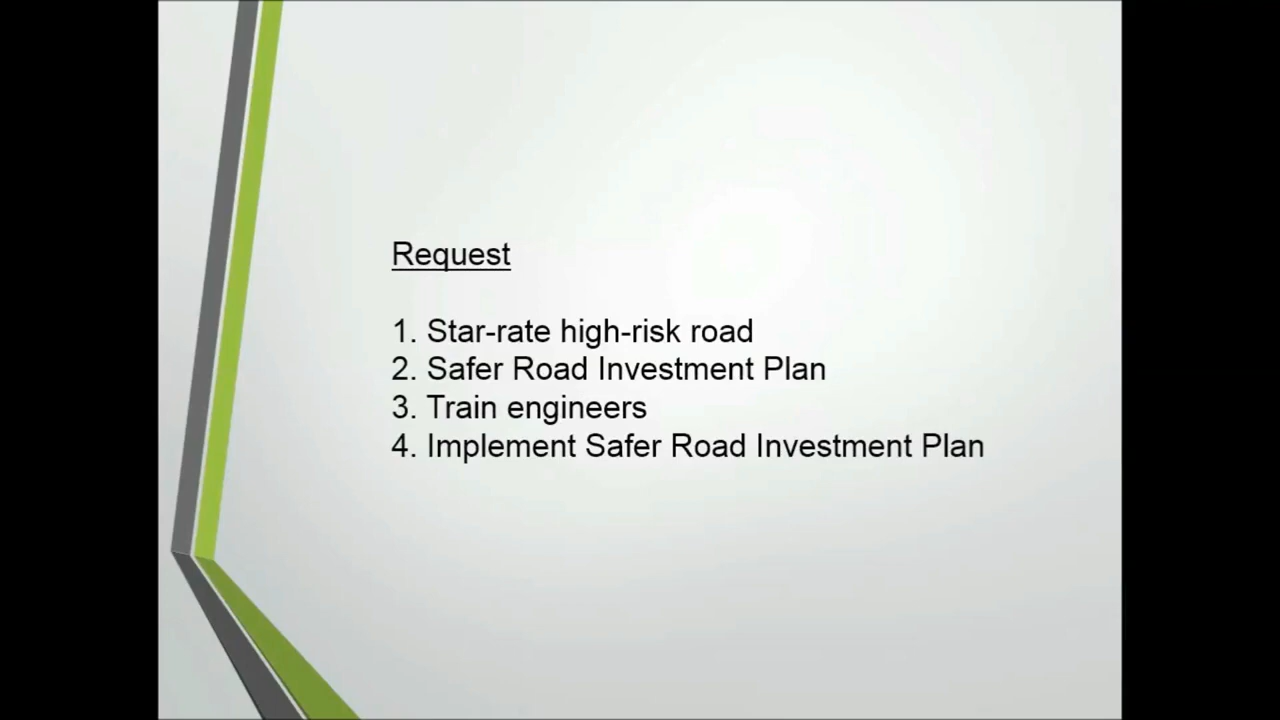 Request
1. Star-rate high-risk road
2. Safer Road Investment Plan
3. Train engineers
4. Implement Safer Road Investment Plan